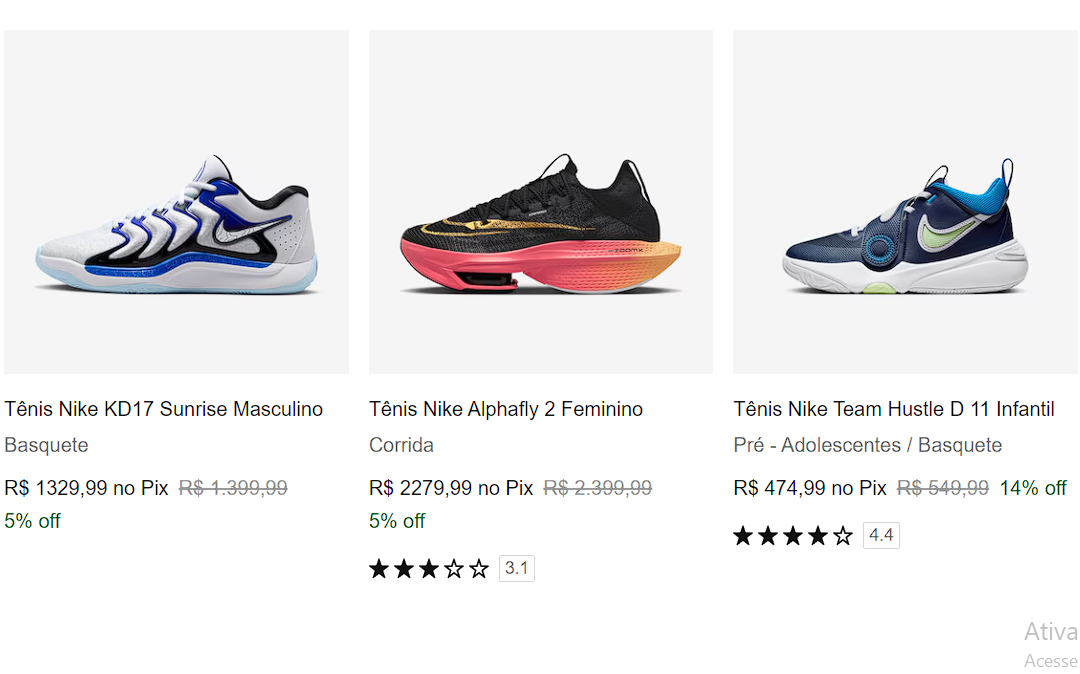 ZOOMX
Tênis Nike KD17 Sunrise Masculino
Basquete
R$ 1329,99 no Pix R$ 1.399,99
5% off
Tênis Nike Alphafly 2 Feminino
Corrida
R$ 2279,99 no Pix R$ 2.399,99
5% off
3.1
Tênis Nike Team Hustle D 11 Infantil
Pré - Adolescentes / Basquete
R$ 474,99 no Pix R$ 549,99 14% off
4.4
Ativa
Acesse